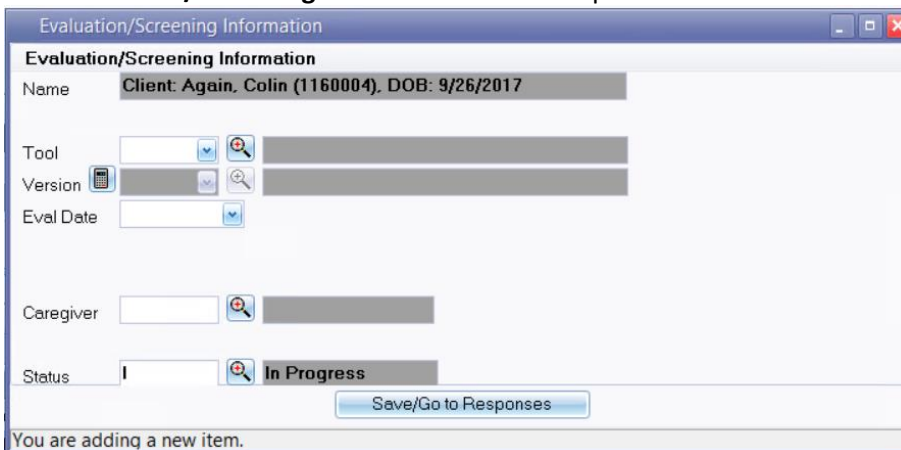 Evaluation/Screening Information
Evaluation/Screening Information
Name Client: Again, Colin (1160004), DOB: 9/26/2017
Tool
Version
Eval Date
Caregiver
Status I In Progress
Save/Go to Responses
You are adding a new item.